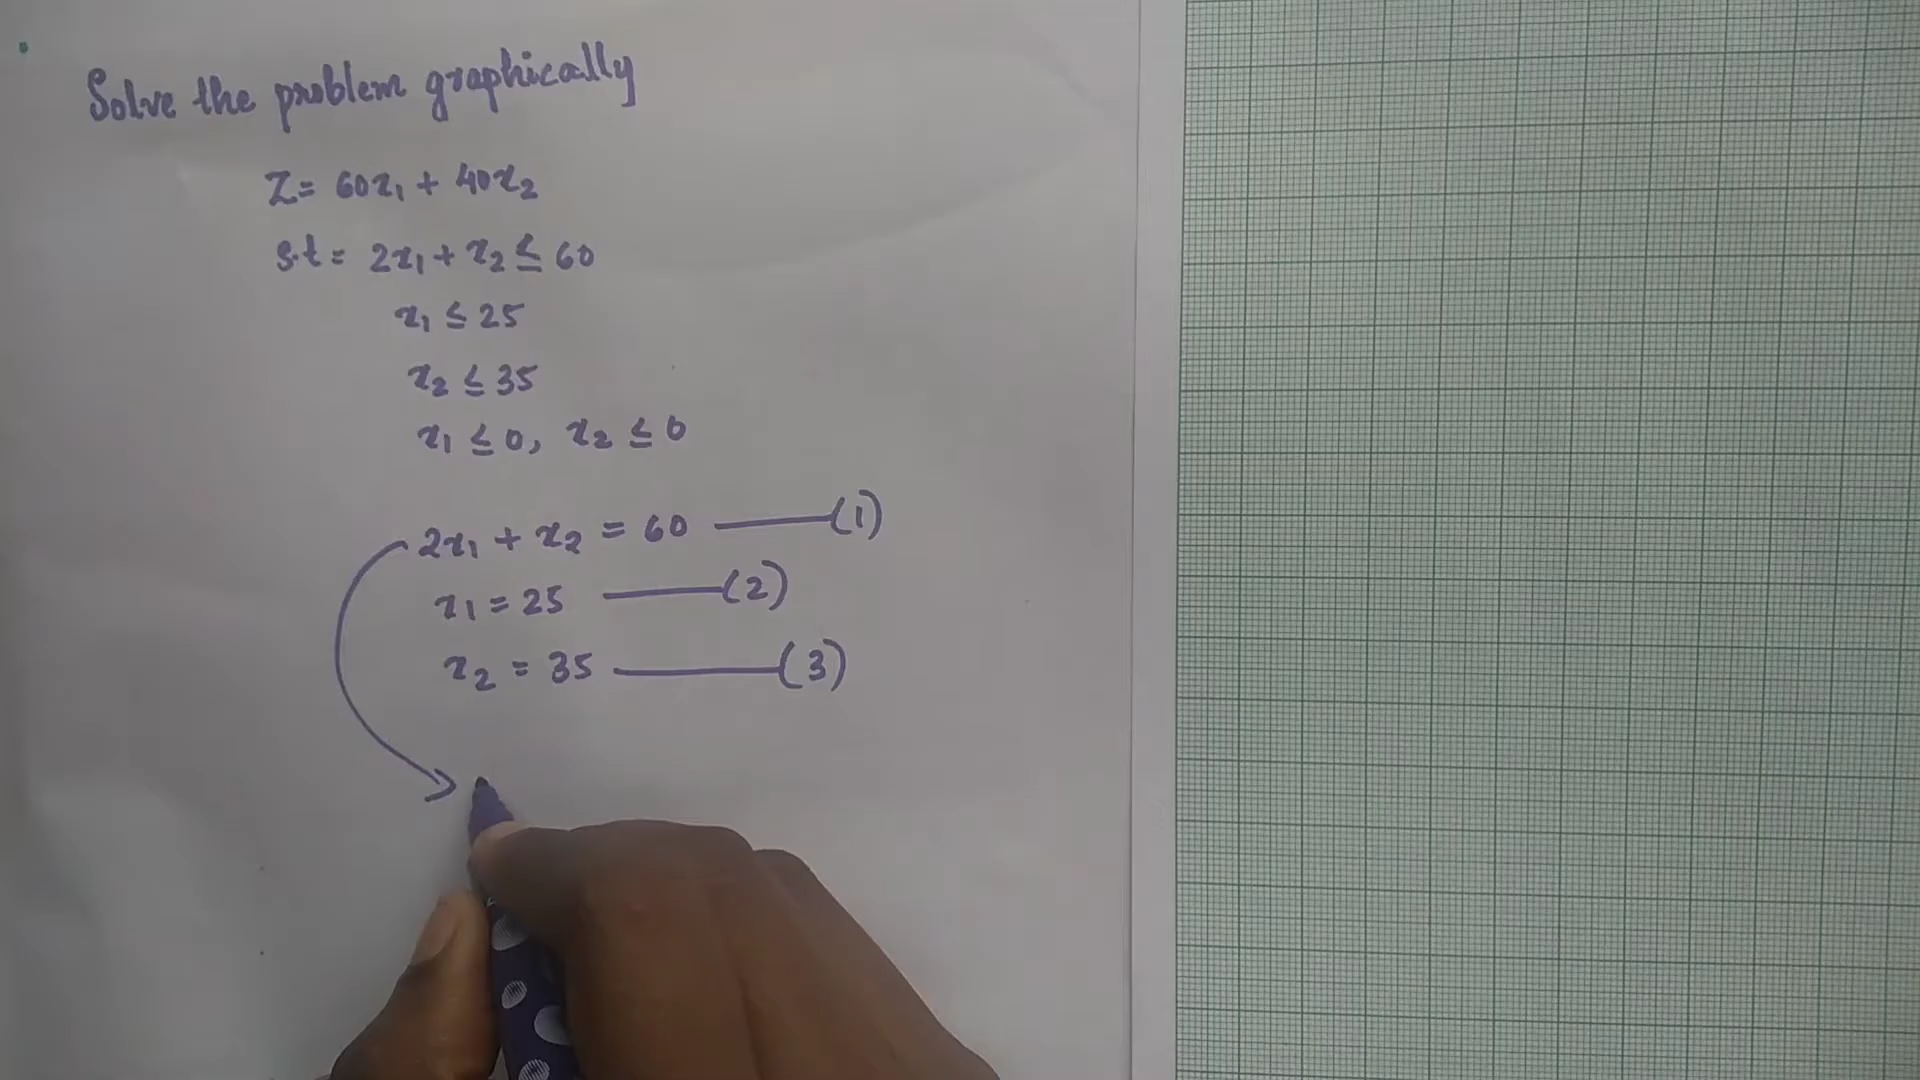 Solve the problem graphically
Z = 60x₁ + 40x₂
s.t = 2x₁ + x₂ ≤ 60
x₁ ≤ 25
x₂ ≤ 35
x₁ ≤ 0, x₂ ≤ 0
2x₁ + x₂ = 60 —— (1)
x₁ = 25 —— (2)
x₂ = 35 —— (3)